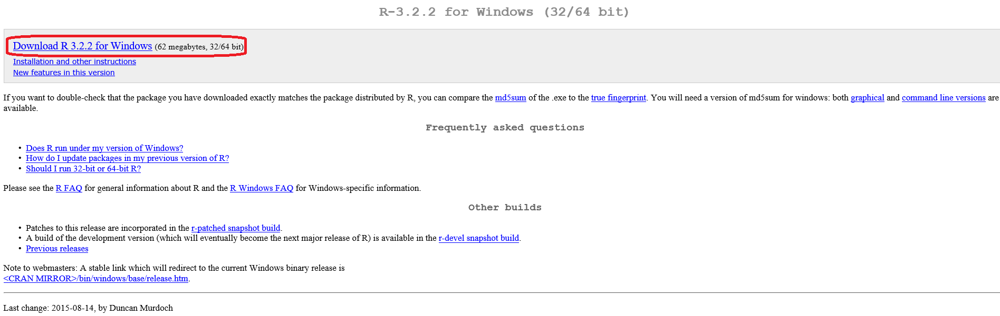 R-3.2.2 for Windows (32/64 bit)
Download R 3.2.2 for Windows (62 megabytes, 32/64 bit)
Installation and other instructions
New features in this version
If you want to double-check that the package you have downloaded exactly matches the package distributed by R, you can compare the md5sum of the .exe to the true fingerprint. You will need a version of md5sum for windows: both graphical and command line versions are
available.
Frequently asked questions
• Does R run under my version of Windows?
• How do I update packages in my previous version of R?
• Should I run 32-bit or 64-bit R?
Please see the R FAQ for general information about R and the R Windows FAQ for Windows-specific information.
Other builds
• Patches to this release are incorporated in the r-patched snapshot build.
• A build of the development version (which will eventually become the next major release of R) is available in the r-devel snapshot build.
• Previous releases
Note to webmasters: A stable link which will redirect to the current Windows binary release is
<CRAN MIRROR>/bin/windows/base/release.htm.
Last change: 2015-08-14, by Duncan Murdoch